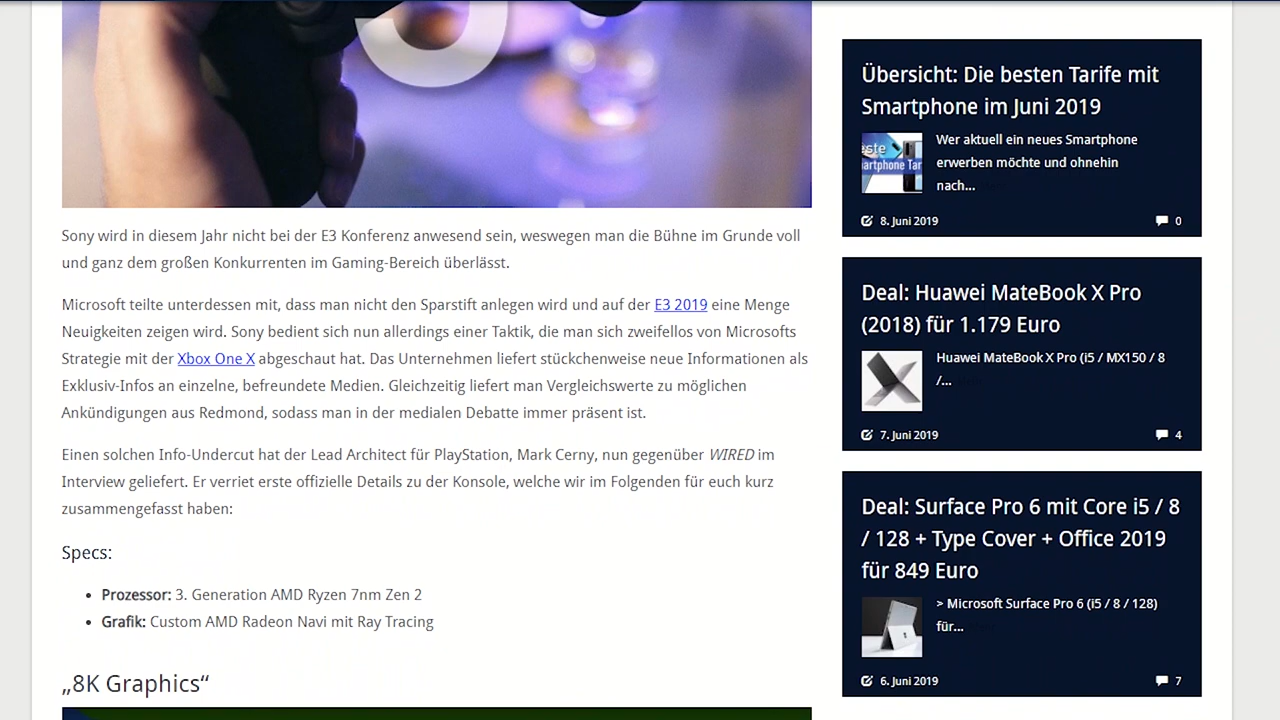 Sony wird in diesem Jahr nicht bei der E3 Konferenz anwesend sein, weswegen man die Bühne im Grunde voll
und ganz dem großen Konkurrenten im Gaming-Bereich überlässt.
Microsoft teilte unterdessen mit, dass man nicht den Sparstift anlegen wird und auf der E3 2019 eine Menge
Neuigkeiten zeigen wird. Sony bedient sich nun allerdings einer Taktik, die man sich zweifellos von Microsofts
Strategie mit der Xbox One X abgeschaut hat. Das Unternehmen liefert stückchenweise neue Informationen als
Exklusiv-Infos an einzelne, befreundete Medien. Gleichzeitig liefert man Vergleichswerte zu möglichen
Ankündigungen aus Redmond, sodass man in der medialen Debatte immer präsent ist.
Einen solchen Info-Undercut hat der Lead Architect für PlayStation, Mark Cerny, nun gegenüber WIRED im
Interview geliefert. Er verriet erste offizielle Details zu der Konsole, welche wir im Folgenden für euch kurz
zusammengefasst haben:
Specs:
• Prozessor: 3. Generation AMD Ryzen 7nm Zen 2
• Grafik: Custom AMD Radeon Navi mit Ray Tracing
„8K Graphics“
Übersicht: Die besten Tarife mit
Smartphone im Juni 2019
Wer aktuell ein neues Smartphone
erwerben möchte und ohnehin
nach...
8. Juni 2019
0
Deal: Huawei MateBook X Pro
(2018) für 1.179 Euro
Huawei MateBook X Pro (i5 / MX150 / 8
/...
7. Juni 2019
4
Deal: Surface Pro 6 mit Core i5 / 8
/ 128 + Type Cover + Office 2019
für 849 Euro
> Microsoft Surface Pro 6 (i5 / 8 / 128)
für...
6. Juni 2019
7